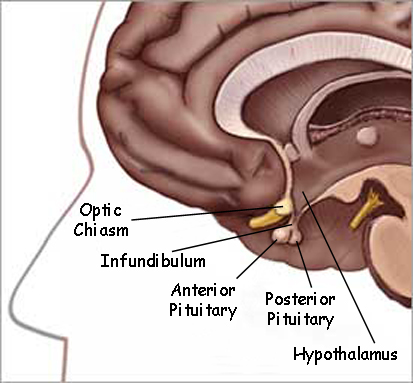 Optic
Chiasm
Infundibulum
Anterior
Pituitary
Posterior
Pituitary
Hypothalamus